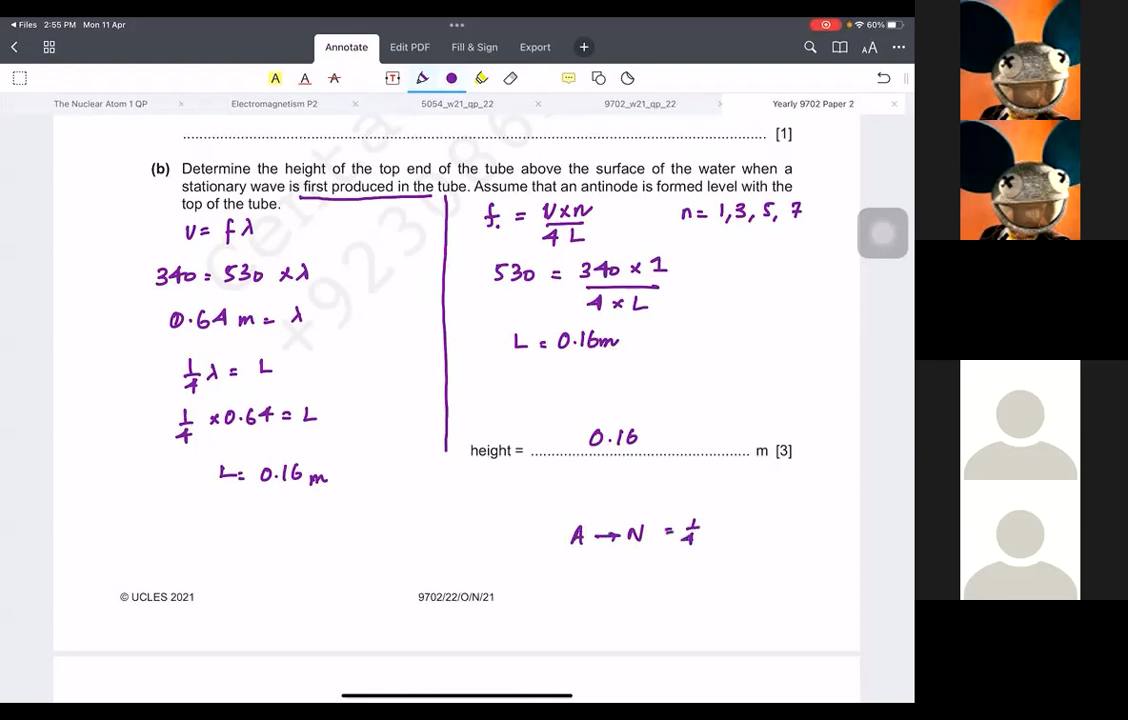 Files 2:55 PM Mon 11 Apr 60%
Annotate Edit PDF Fill & Sign Export
The Nuclear Atom 1 QP Electromagnetism P2 5054_w21_qp_22 9702_w21_qp_22 Yearly 9702 Paper 2
[1]
(b) Determine the height of the top end of the tube above the surface of the water when a
stationary wave is first produced in the tube. Assume that an antinode is formed level with the
top of the tube.
v = fλ
340 = 530 × λ
0.64 m = λ
1/4 λ = L
1/4 × 0.64 = L
L = 0.16 m
f. = v×n / 4L
n = 1, 3, 5, 7
530 = 340 × 1 / 4 × L
L = 0.16m
height = 0.16 m [3]
A → N = 1/4
© UCLES 2021 9702/22/O/N/21